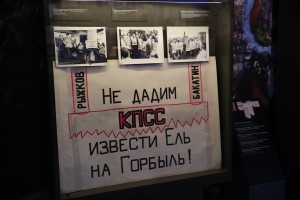 РЫЖКОВ
БАКАТИН
НЕ ДАДИМ
КПСС
ИЗВЕСТИ ЕЛЬ
НА ГОРБЫЛЬ!